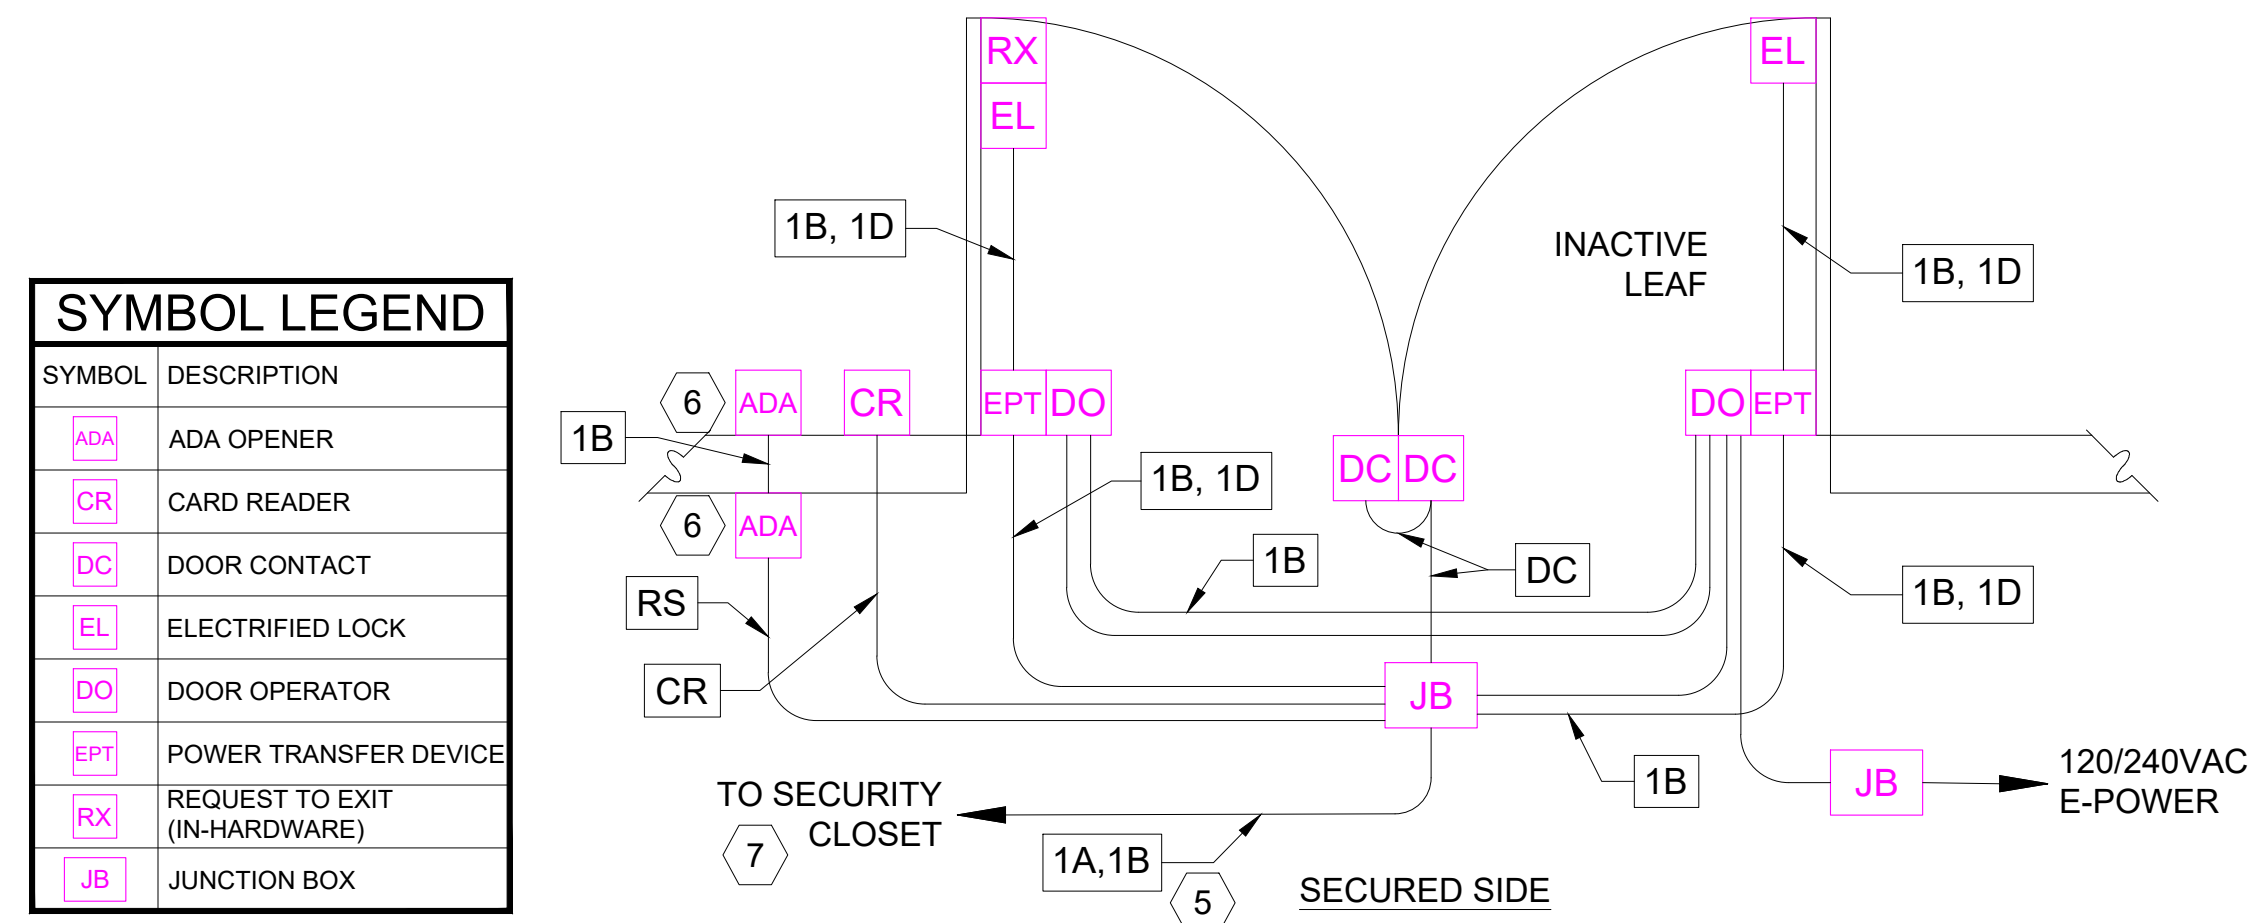 SYMBOL LEGEND
SYMBOL DESCRIPTION
ADA ADA OPENER
CR CARD READER
DC DOOR CONTACT
EL ELECTRIFIED LOCK
DO DOOR OPERATOR
EPT POWER TRANSFER DEVICE
RX REQUEST TO EXIT
(IN-HARDWARE)
JB JUNCTION BOX
RX
EL
EL
1B, 1D
INACTIVE
LEAF
1B, 1D
6
ADA
CR
EPT
DO
DO
EPT
1B
DC
DC
1B, 1D
6
ADA
1B
DC
RS
1B, 1D
CR
JB
1B
JB
120/240VAC
E-POWER
TO SECURITY
CLOSET
7
1A,1B
5
SECURED SIDE